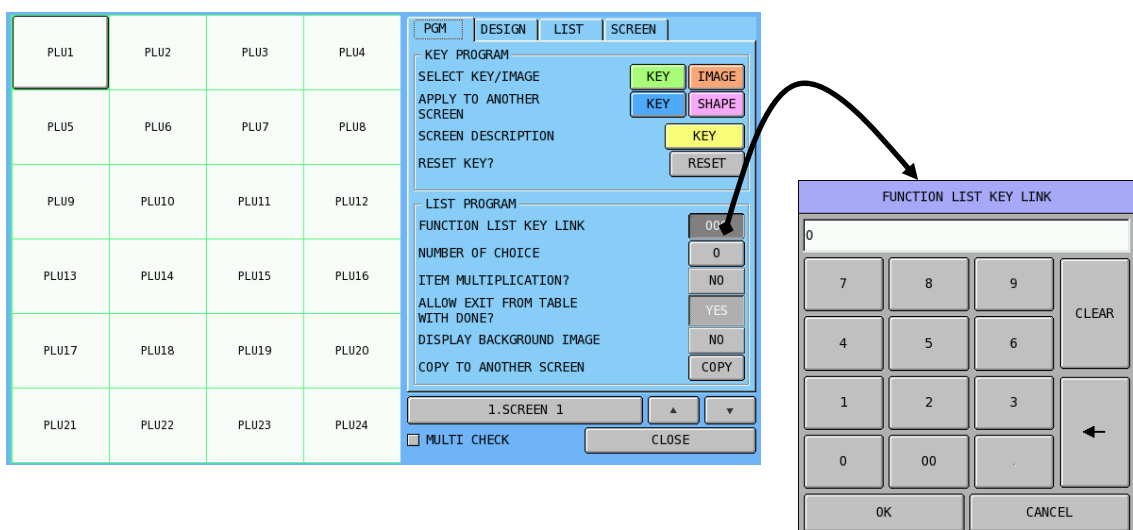 PLU1 PLU2 PLU3 PLU4
PLU5 PLU6 PLU7 PLU8
PLU9 PLU10 PLU11 PLU12
PLU13 PLU14 PLU15 PLU16
PLU17 PLU18 PLU19 PLU20
PLU21 PLU22 PLU23 PLU24
PGM DESIGN LIST SCREEN
KEY PROGRAM
SELECT KEY/IMAGE KEY IMAGE
APPLY TO ANOTHER
SCREEN KEY SHAPE
SCREEN DESCRIPTION KEY
RESET KEY? RESET
LIST PROGRAM
FUNCTION LIST KEY LINK
NUMBER OF CHOICE 0
ITEM MULTIPLICATION? NO
ALLOW EXIT FROM TABLE
WITH DONE? YES
DISPLAY BACKGROUND IMAGE NO
COPY TO ANOTHER SCREEN COPY
1.SCREEN 1 ▲ ▼
MULTI CHECK CLOSE
FUNCTION LIST KEY LINK
0
7 8 9 CLEAR
4 5 6
1 2 3 ←
0 00 .
OK CANCEL